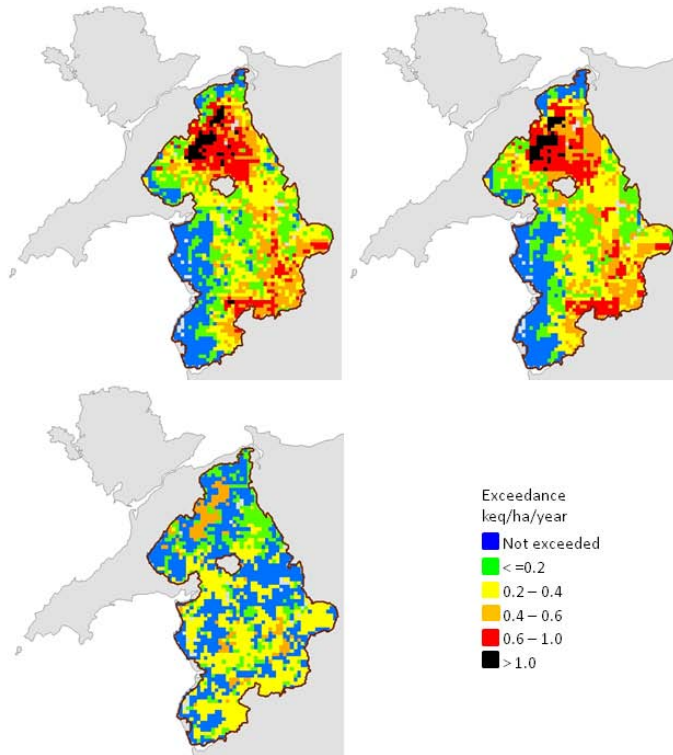 Exceedance
keq/ha/year
Not exceeded
< =0.2
0.2 – 0.4
0.4 – 0.6
0.6 – 1.0
> 1.0